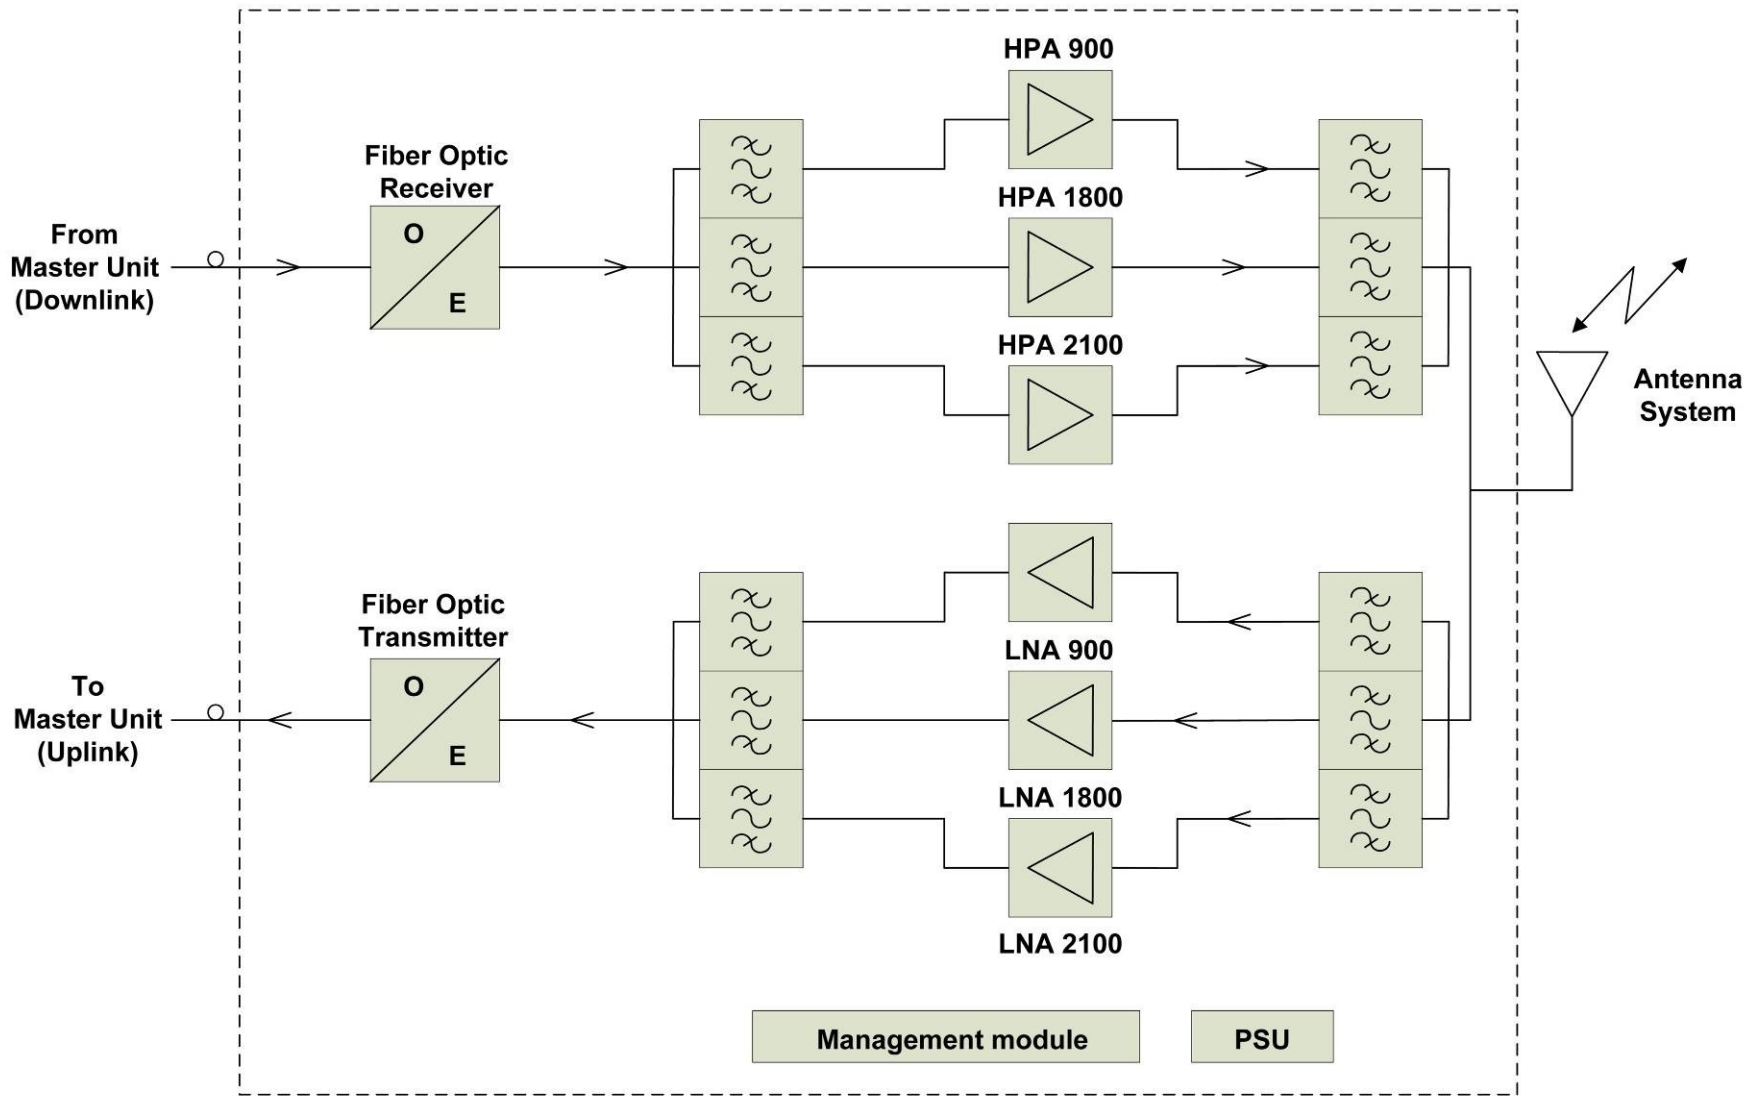 HPA 900
Fiber Optic
Receiver
O
E
From
Master Unit
(Downlink)
HPA 1800
HPA 2100
Antenna
System
Fiber Optic
Transmitter
O
E
To
Master Unit
(Uplink)
LNA 900
LNA 1800
LNA 2100
Management module
PSU